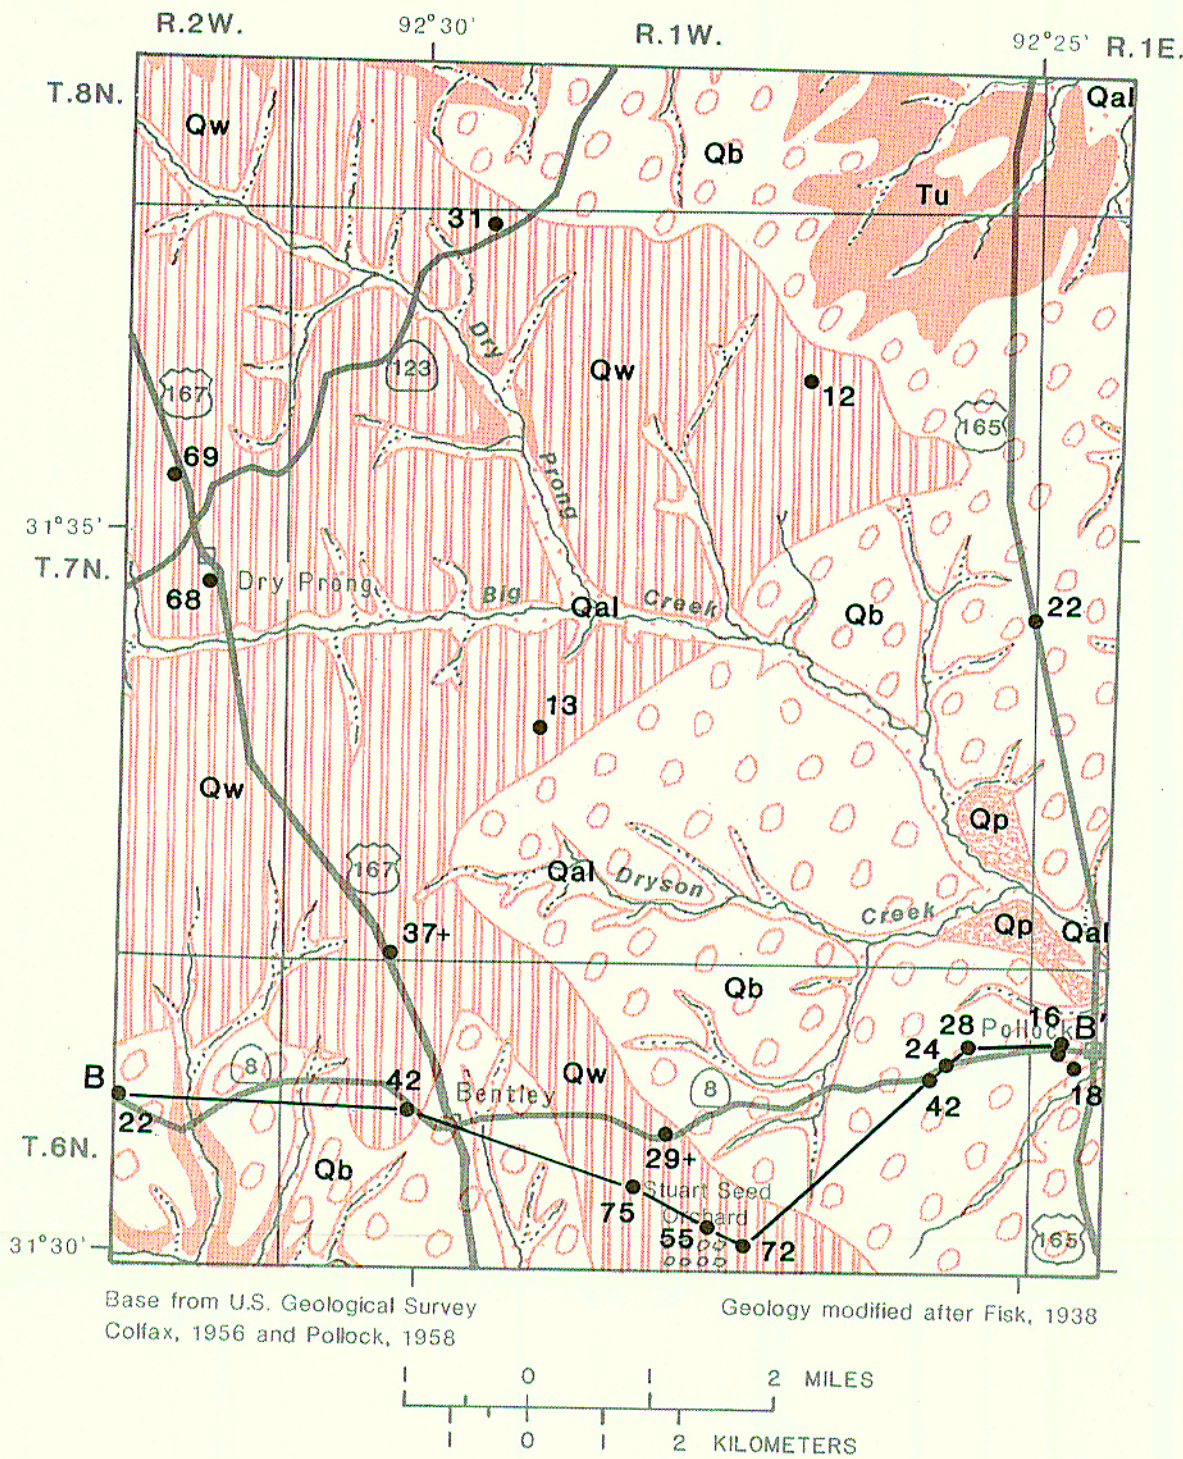 R.2W.
92°30'
R.1W.
92°25'
R.1E.
T.8N.
Qal
Qw
Qb
Tu
31
Dry
Qw
123
12
167
165
69
Prong
31°35'
T.7N.
Dry Prong
68
Big
Qal
Creek
Qb
22
13
Qw
Qp
167
Qal
Dryson
Creek
Qp
Qal
37+
Qb
28
Pollock
16
B'
24
8
B
42
Bentley
Qw
8
18
42
22
T.6N.
29+
Qb
Stuart Seed
75
Orchard
55
72
165
31°30'
Base from U.S. Geological Survey
Colfax, 1956 and Pollock, 1958
Geology modified after Fisk, 1938
1 0 1 2 MILES
1 0 1 2 KILOMETERS